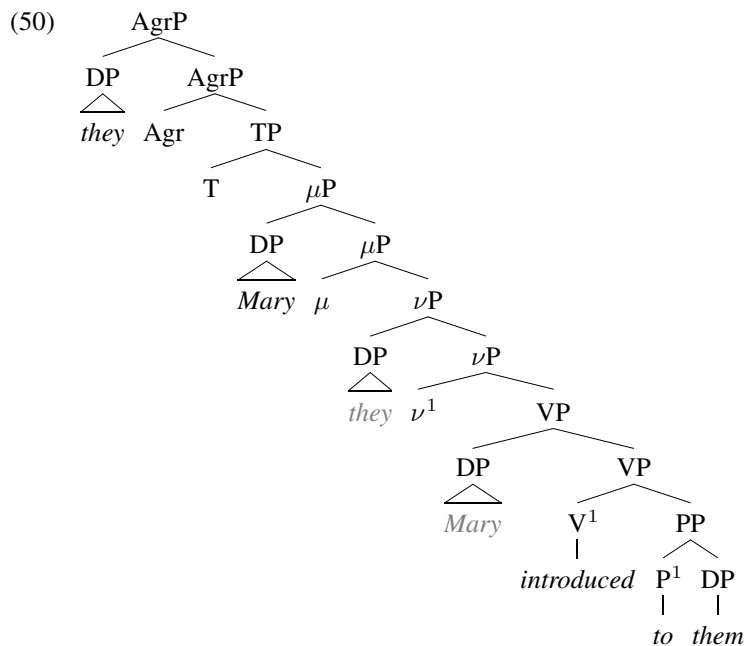 (50) AgrP
DP AgrP
they Agr TP
T μP
DP μP
Mary μ νP
DP νP
they ν¹ VP
DP VP
Mary V¹ PP
introduced P¹ DP
to them